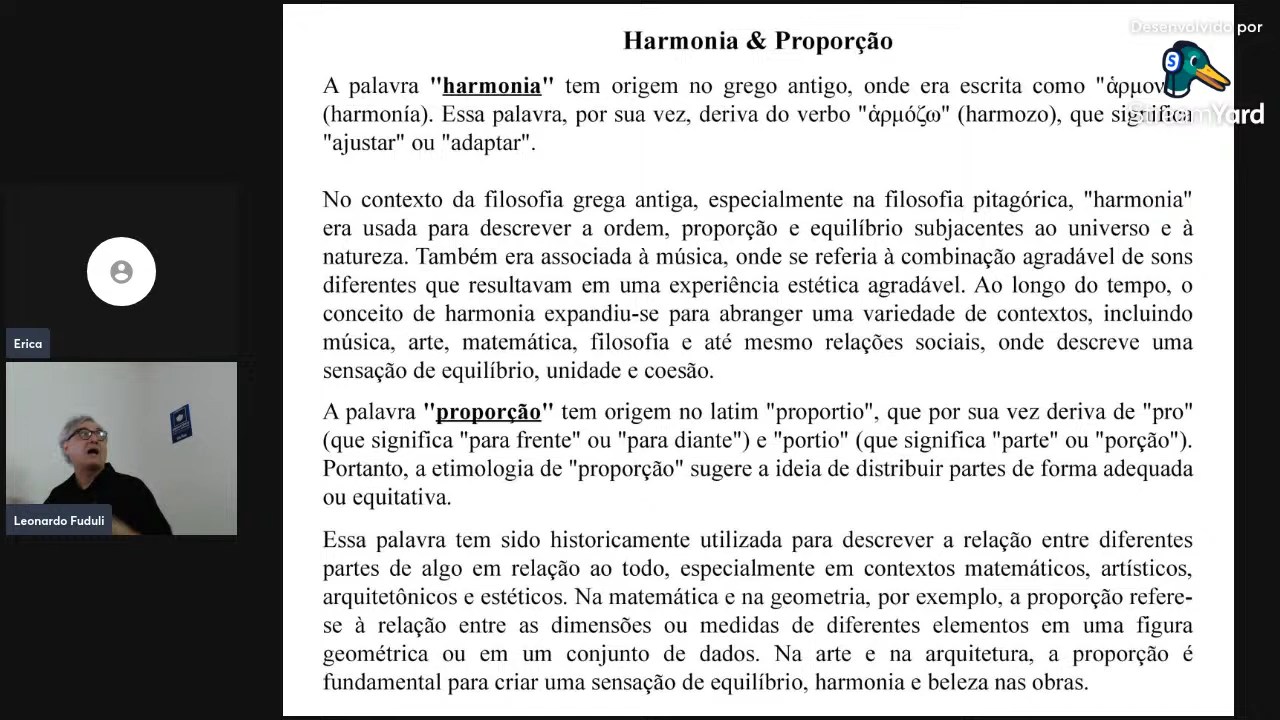 Harmonia & Proporção
A palavra "harmonia" tem origem no grego antigo, onde era escrita como
(harmonía). Essa palavra, por sua vez, deriva do verbo "ἁρμόζω" (harmozo), que significa
"ajustar" ou "adaptar".
No contexto da filosofia grega antiga, especialmente na filosofia pitagórica, "harmonia"
era usada para descrever a ordem, proporção e equilíbrio subjacentes ao universo e à
natureza. Também era associada à música, onde se referia à combinação agradável de sons
diferentes que resultavam em uma experiência estética agradável. Ao longo do tempo, o
conceito de harmonia expandiu-se para abranger uma variedade de contextos, incluindo
música, arte, matemática, filosofia e até mesmo relações sociais, onde descreve uma
sensação de equilíbrio, unidade e coesão.
A palavra "proporção" tem origem no latim "proportio", que por sua vez deriva de "pro"
(que significa "para frente" ou "para diante") e "portio" (que significa "parte" ou "porção").
Portanto, a etimologia de "proporção" sugere a ideia de distribuir partes de forma adequada
ou equitativa.
Essa palavra tem sido historicamente utilizada para descrever a relação entre diferentes
partes de algo em relação ao todo, especialmente em contextos matemáticos, artísticos,
arquitetônicos e estéticos. Na matemática e na geometria, por exemplo, a proporção refere-
se à relação entre as dimensões ou medidas de diferentes elementos em uma figura
geométrica ou em um conjunto de dados. Na arte e na arquitetura, a proporção é
fundamental para criar uma sensação de equilíbrio, harmonia e beleza nas obras.
Desenvolvido por
S
StreamYard
Erica
Leonardo Fuduli